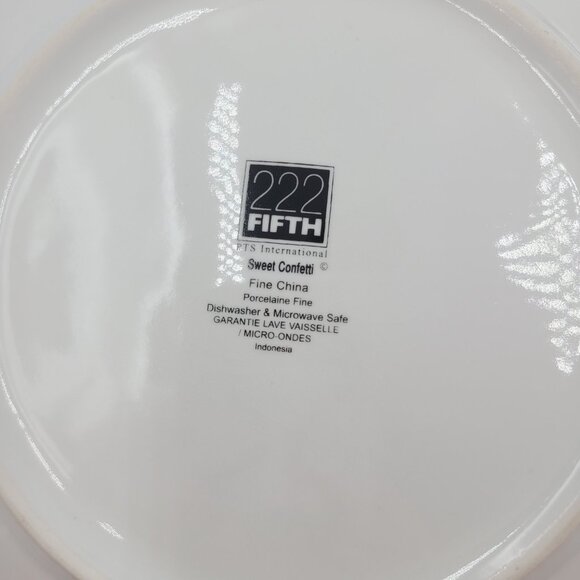 222
FIFTH
PTS International
Sweet Confetti ©
Fine China
Porcelaine Fine
Dishwasher & Microwave Safe
GARANTIE LAVE VAISSELLE
/ MICRO-ONDES
Indonesia